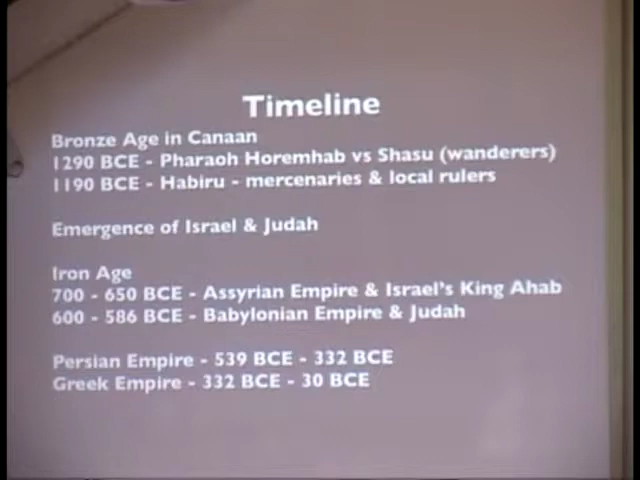 Timeline
Bronze Age in Canaan
1290 BCE - Pharaoh Horemhab vs Shasu (wanderers)
1190 BCE - Habiru - mercenaries & local rulers
Emergence of Israel & Judah
Iron Age
700 - 650 BCE - Assyrian Empire & Israel's King Ahab
600 - 586 BCE - Babylonian Empire & Judah
Persian Empire - 539 BCE - 332 BCE
Greek Empire - 332 BCE - 30 BCE